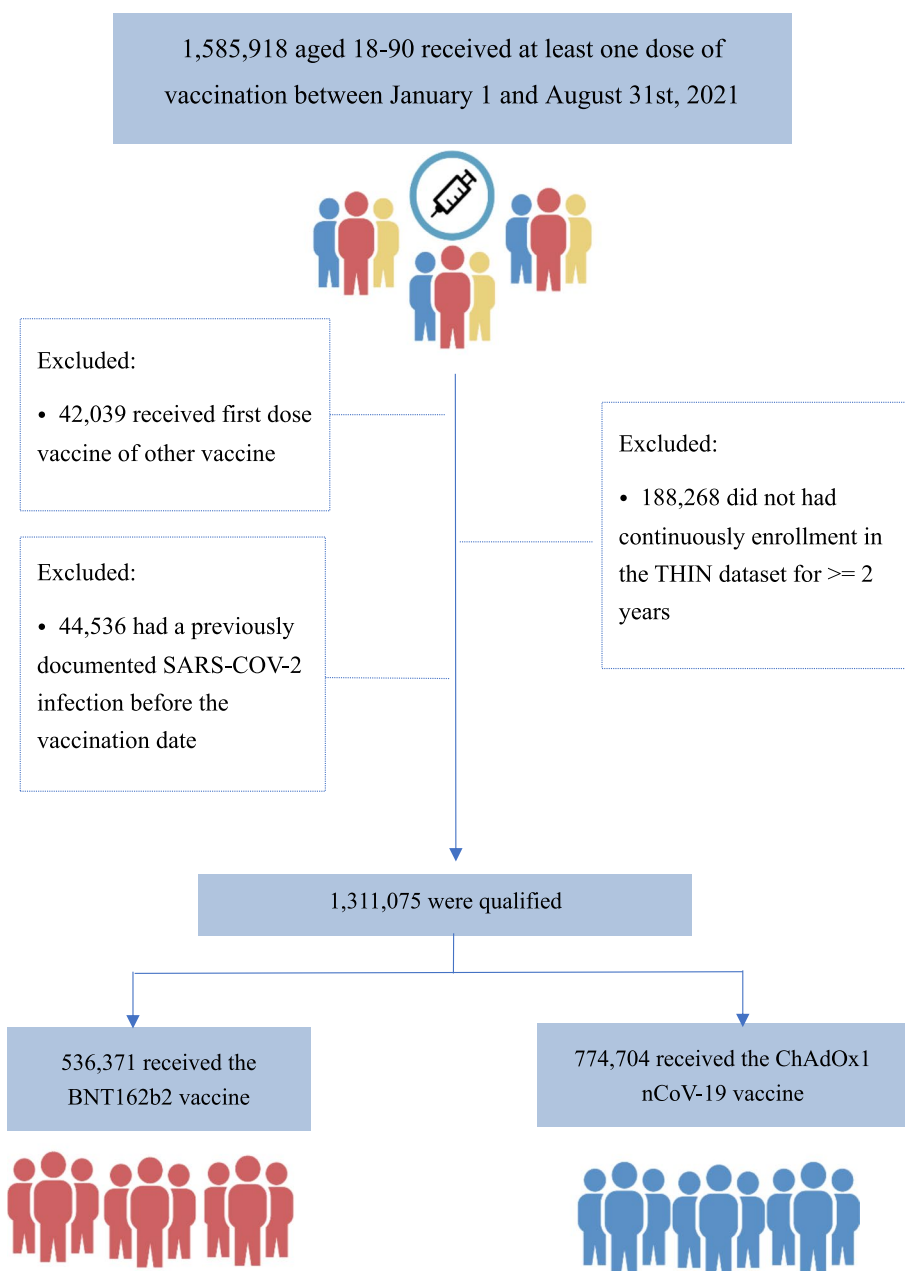 1,585,918 aged 18-90 received at least one dose of
vaccination between January 1 and August 31st, 2021
Excluded:
• 42,039 received first dose
vaccine of other vaccine
Excluded:
• 188,268 did not had
continuously enrollment in
the THIN dataset for >= 2
years
Excluded:
• 44,536 had a previously
documented SARS-COV-2
infection before the
vaccination date
1,311,075 were qualified
536,371 received the
BNT162b2 vaccine
774,704 received the ChAdOx1
nCoV-19 vaccine